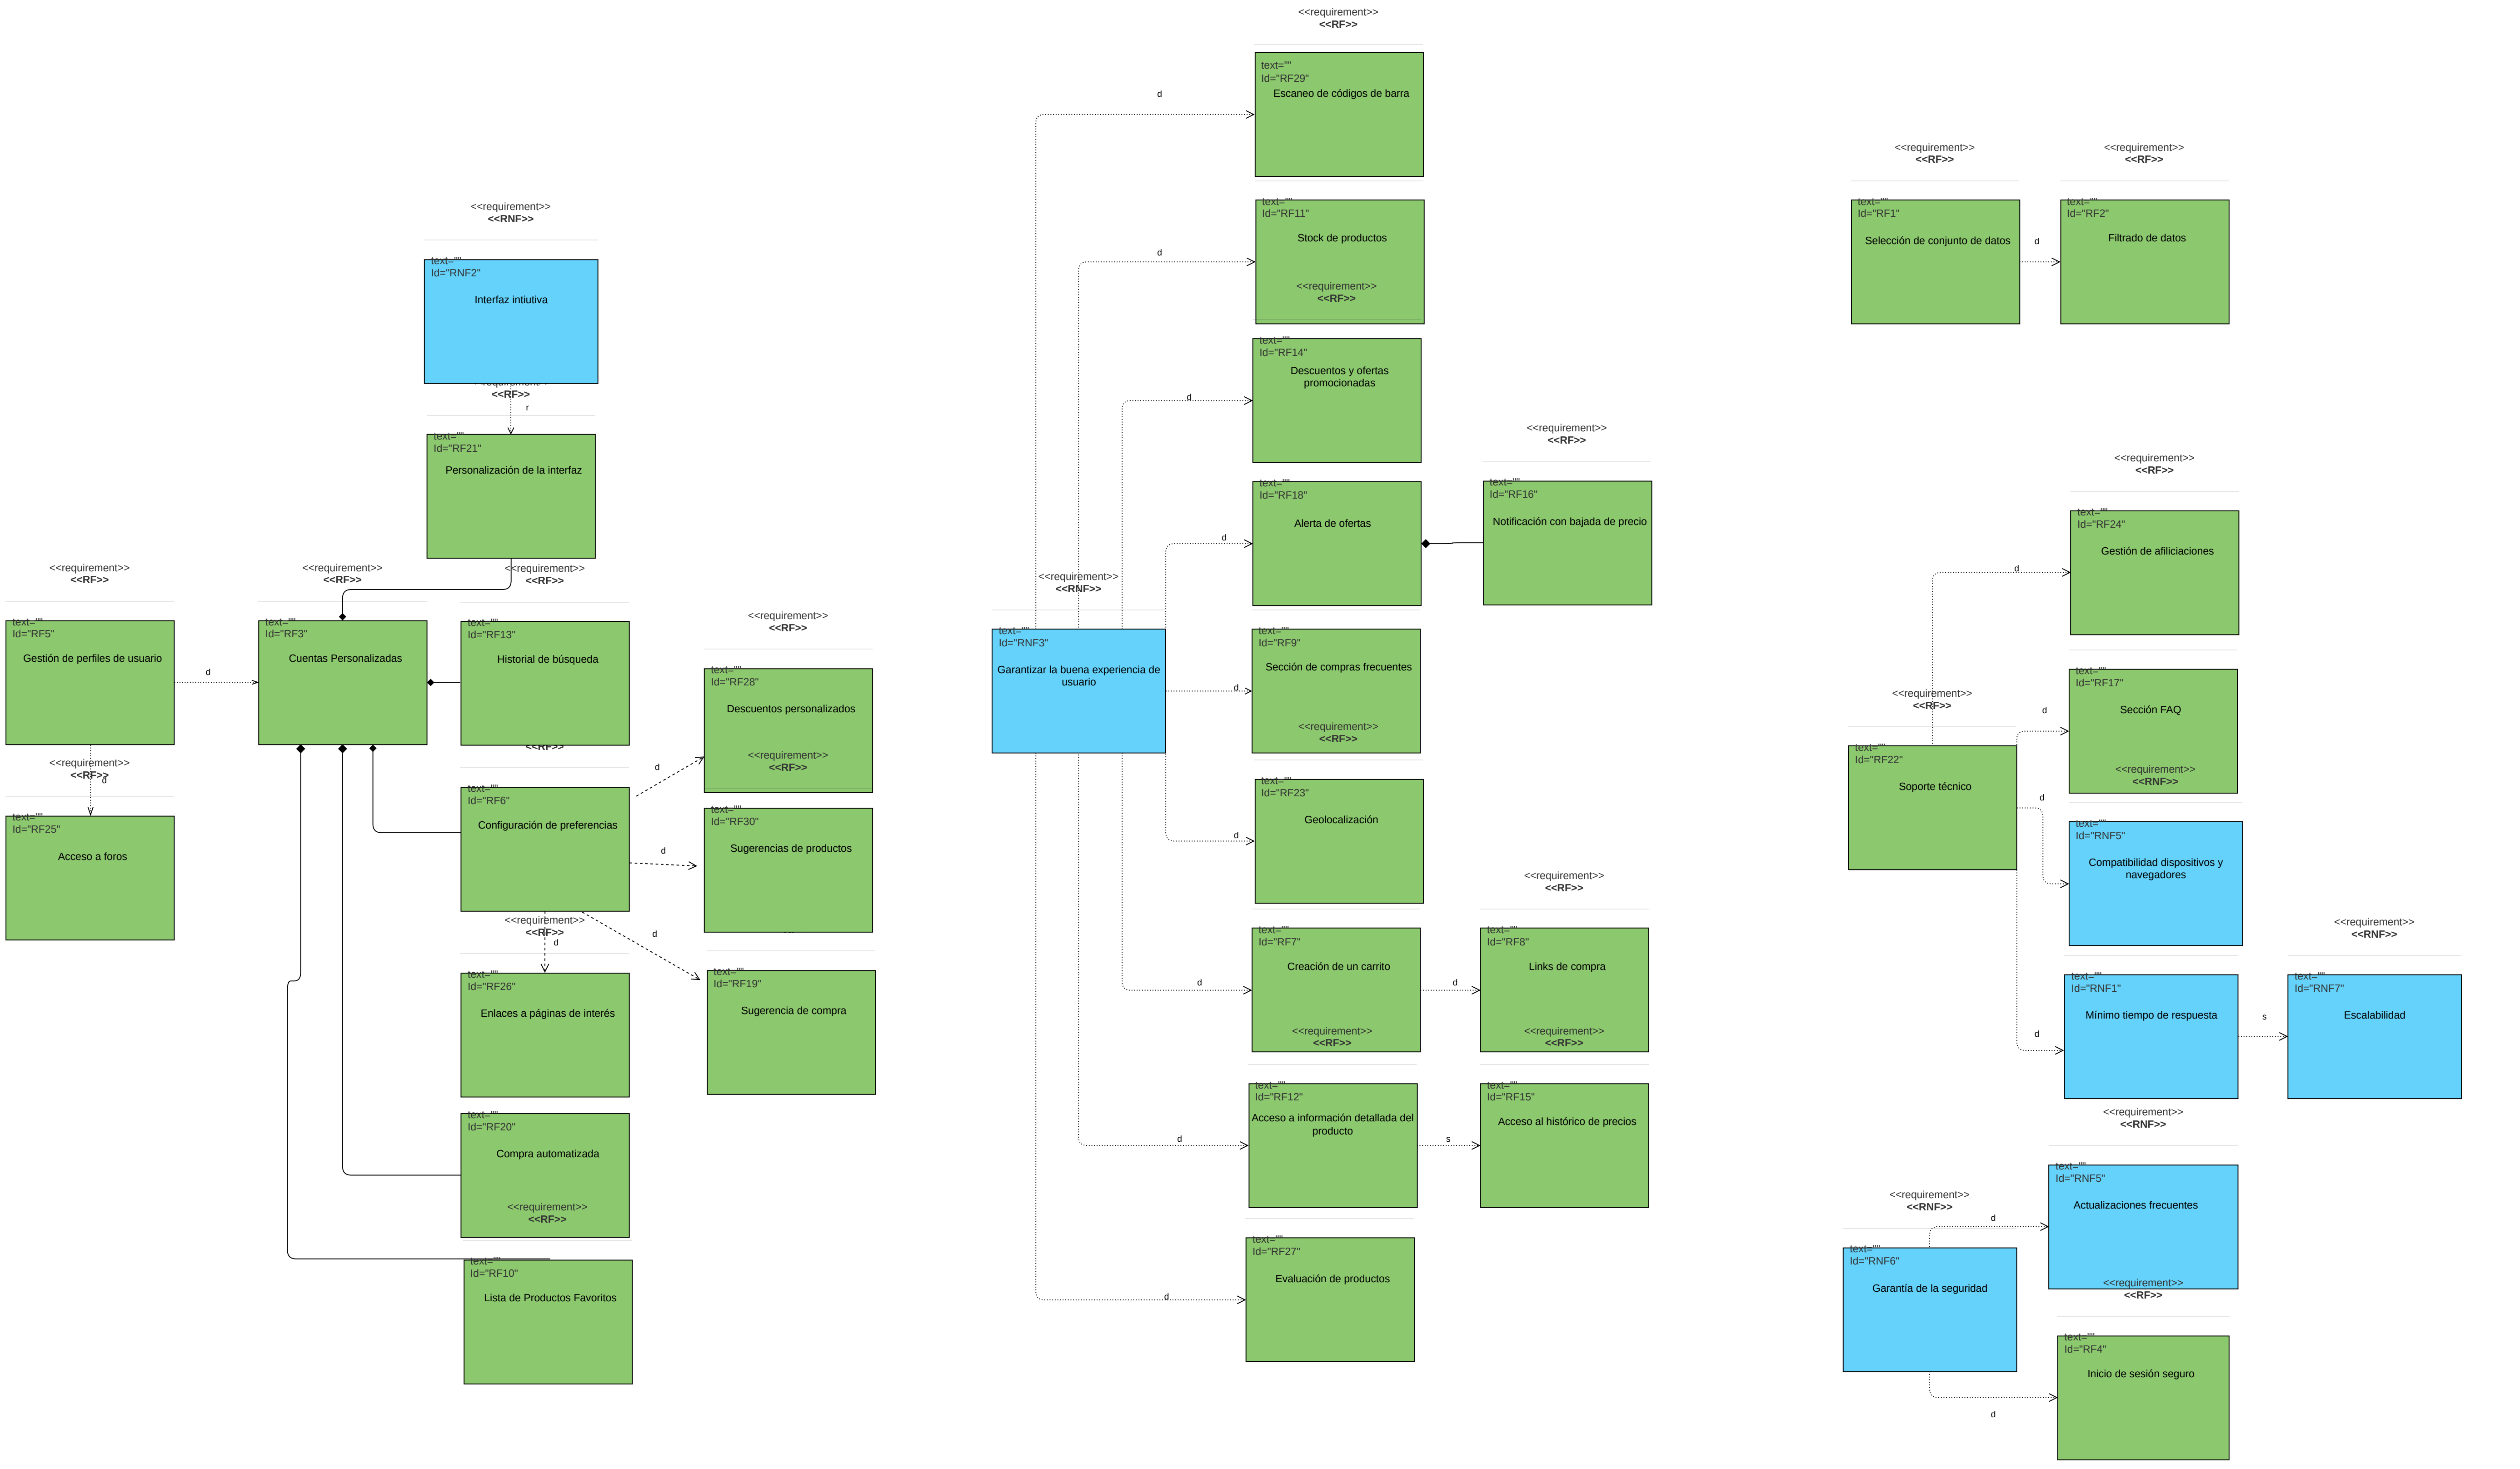 <<requirement>>
<<RNF>>
text=""
Id="RNF2"
Interfaz intiutiva
<<RF>>
r
text=""
Id="RF21"
Personalización de la interfaz
<<requirement>>
<<RF>>
text=""
Id="RF5"
Gestión de perfiles de usuario
d
<<requirement>>
<<RF>>
text=""
Id="RF3"
Cuentas Personalizadas
<<requirement>>
<<RF>>
text=""
Id="RF13"
Historial de búsqueda
<<requirement>>
<<RF>>
d
text=""
Id="RF25"
Acceso a foros
<<RF>>
text=""
Id="RF6"
Configuración de preferencias
<<requirement>>
<<RF>>
text=""
Id="RF28"
Descuentos personalizados
d
<<requirement>>
<<RF>>
text=""
Id="RF30"
Sugerencias de productos
d
d
text=""
Id="RF19"
Sugerencia de compra
<<requirement>>
<<RF>>
d
text=""
Id="RF26"
Enlaces a páginas de interés
text=""
Id="RF20"
Compra automatizada
<<requirement>>
<<RF>>
text=""
Id="RF10"
Lista de Productos Favoritos
<<requirement>>
<<RF>>
text=""
Id="RF29"
Escaneo de códigos de barra
d
text=""
Id="RF11"
Stock de productos
d
<<requirement>>
<<RF>>
text=""
Id="RF14"
Descuentos y ofertas
promocionadas
d
text=""
Id="RF18"
Alerta de ofertas
d
<<requirement>>
<<RF>>
text=""
Id="RF16"
Notificación con bajada de precio
<<requirement>>
<<RNF>>
text=""
Id="RNF3"
Garantizar la buena experiencia de
usuario
text=""
Id="RF9"
Sección de compras frecuentes
d
<<requirement>>
<<RF>>
text=""
Id="RF23"
Geolocalización
d
text=""
Id="RF7"
Creación de un carrito
d
<<requirement>>
<<RF>>
<<requirement>>
<<RF>>
text=""
Id="RF8"
Links de compra
d
<<requirement>>
<<RF>>
text=""
Id="RF12"
Acceso a información detallada del
producto
d
s
text=""
Id="RF15"
Acceso al histórico de precios
text=""
Id="RF27"
Evaluación de productos
d
<<requirement>>
<<RF>>
text=""
Id="RF1"
Selección de conjunto de datos
d
<<requirement>>
<<RF>>
text=""
Id="RF2"
Filtrado de datos
<<requirement>>
<<RF>>
text=""
Id="RF24"
Gestión de afiliciaciones
d
<<requirement>>
<<RF>>
text=""
Id="RF22"
Soporte técnico
text=""
Id="RF17"
Sección FAQ
d
<<requirement>>
<<RNF>>
text=""
Id="RNF5"
Compatibilidad dispositivos y
navegadores
d
text=""
Id="RNF1"
Mínimo tiempo de respuesta
d
s
<<requirement>>
<<RNF>>
text=""
Id="RNF7"
Escalabilidad
<<requirement>>
<<RNF>>
text=""
Id="RNF5"
Actualizaciones frecuentes
<<requirement>>
<<RNF>>
d
text=""
Id="RNF6"
Garantía de la seguridad
<<requirement>>
<<RF>>
text=""
Id="RF4"
Inicio de sesión seguro
d